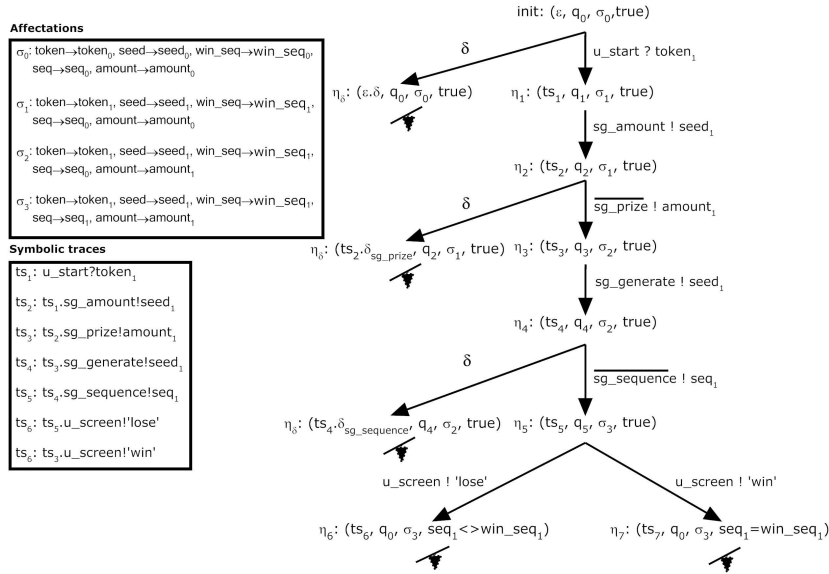 Affectations
σ₀: token→token₀, seed→seed₀, win_seq→win_seq₀,
seq→seq₀, amount→amount₀
σ₁: token→token₁, seed→seed₁, win_seq→win_seq₁,
seq→seq₀, amount→amount₀
σ₂: token→token₁, seed→seed₁, win_seq→win_seq₁,
seq→seq₀, amount→amount₁
σ₃: token→token₁, seed→seed₁, win_seq→win_seq₁,
seq→seq₁, amount→amount₁
Symbolic traces
ts₁: u_start?token₁
ts₂: ts₁.sg_amount!seed₁
ts₃: ts₂.sg_prize!amount₁
ts₄: ts₃.sg_generate!seed₁
ts₅: ts₄.sg_sequence!seq₁
ts₆: ts₅.u_screen!'lose'
ts₆: ts₃.u_screen!'win'
init: (ε, q₀, σ₀,true)
δ
u_start ? token₁
η_δ: (ε.δ, q₀, σ₀, true)
η₁: (ts₁, q₁, σ₁, true)
sg_amount ! seed₁
η₂: (ts₂, q₂, σ₁, true)
δ
sg_prize ! amount₁
η_δ: (ts₂.δ_sg_prize, q₂, σ₁, true)
η₃: (ts₃, q₃, σ₂, true)
sg_generate ! seed₁
η₄: (ts₄, q₄, σ₂, true)
δ
sg_sequence ! seq₁
η_δ: (ts₄.δ_sg_sequence, q₄, σ₂, true)
η₅: (ts₅, q₅, σ₃, true)
u_screen ! 'lose'
u_screen ! 'win'
η₆: (ts₆, q₀, σ₃, seq₁<>win_seq₁)
η₇: (ts₇, q₀, σ₃, seq₁=win_seq₁)